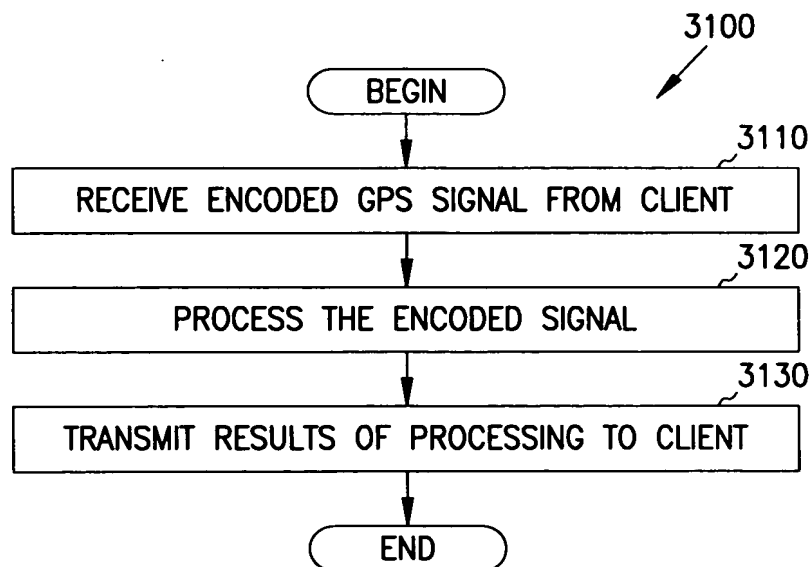 3100
BEGIN
3110
RECEIVE ENCODED GPS SIGNAL FROM CLIENT
3120
PROCESS THE ENCODED SIGNAL
3130
TRANSMIT RESULTS OF PROCESSING TO CLIENT
END